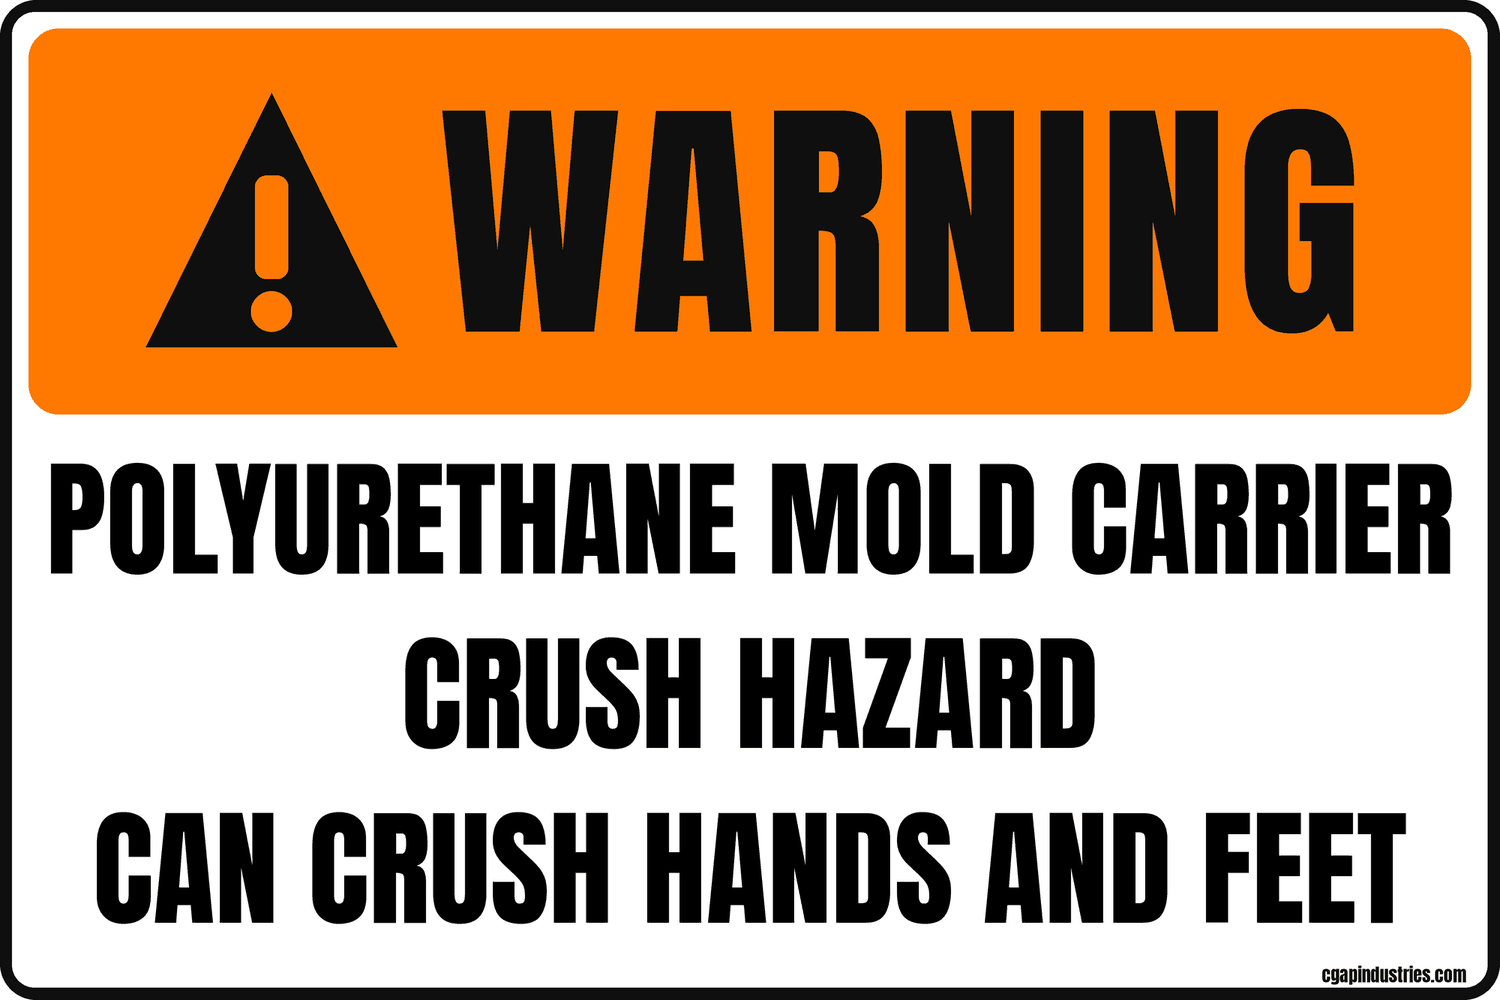 WARNING
POLYURETHANE MOLD CARRIER
CRUSH HAZARD
CAN CRUSH HANDS AND FEET
cgapindustries.com